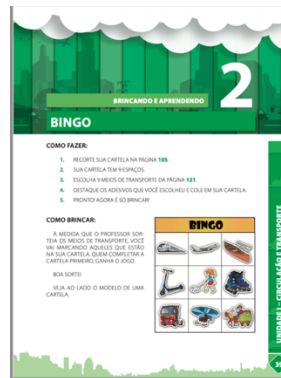 2
BRINCANDO E APRENDENDO
BINGO
COMO FAZER:
1. RECORTE SUA CARTELA NA PÁGINA 105.
2. SUA CARTELA TEM 9 ESPAÇOS.
3. ESCOLHA 9 MEIOS DE TRANSPORTE DA PÁGINA 121.
4. DESTAQUE OS ADESIVOS QUE VOCÊ ESCOLHEU E COLE EM SUA CARTELA.
5. PRONTO! AGORA É SÓ BRINCAR!
COMO BRINCAR:
À MEDIDA QUE O PROFESSOR SOR-
TEIA OS MEIOS DE TRANSPORTE, VOCÊ
VAI MARCANDO AQUELES QUE ESTÃO
NA SUA CARTELA. QUEM COMPLETAR A
CARTELA PRIMEIRO, GANHA O JOGO.
BOA SORTE!
VEJA AO LADO O MODELO DE UMA
CARTELA.
BINGO
UNIDADE I – CIRCULAÇÃO E TRANSPORTE